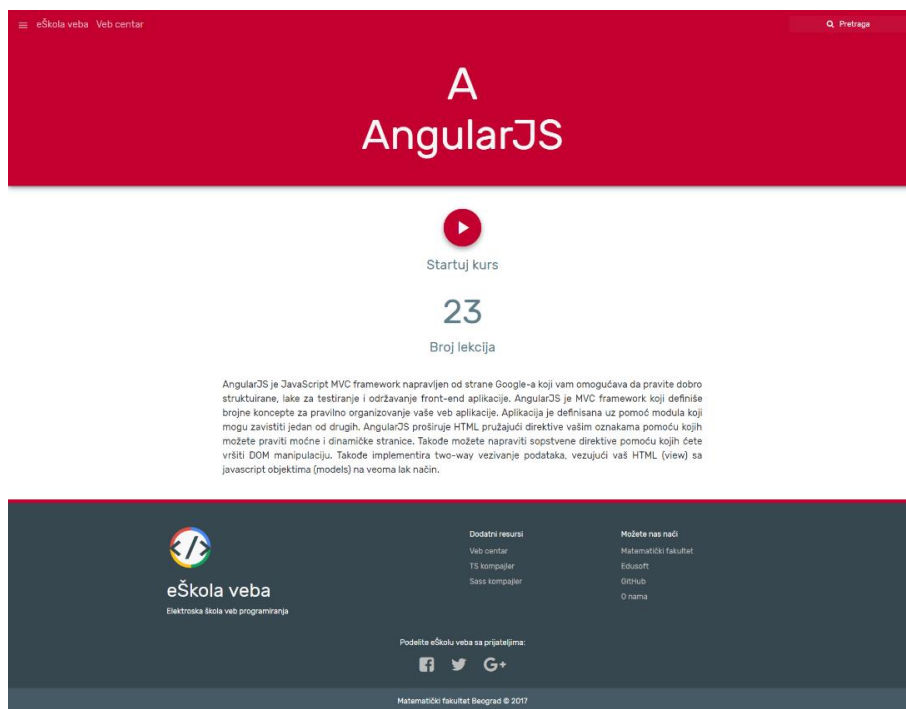 eŠkola veba Veb centar
Pretraga
A
AngularJS
Startuj kurs
23
Broj lekcija
AngularJS je JavaScript MVC framework napravljen od strane Google-a koji vam omogućava da pravite dobro
struktuirane, lake za testiranje i održavanje front-end aplikacije. AngularJS je MVC framework koji definiše
brojne koncepte za pravilno organizovanje vaše veb aplikacije. Aplikacija je definisana uz pomoć modula koji
mogu zavistiti jedan od drugih. AngularJS proširuje HTML pružajući direktive vašim oznakama pomoću kojih
možete praviti moćne i dinamičke stranice. Takođe možete napraviti sopstvene direktive pomoću kojih ćete
vršiti DOM manipulaciju. Takođe implementira two-way vezivanje podataka, vezujući vaš HTML (view) sa
javascript objektima (models) na veoma lak način.
</>
eŠkola veba
Elektroska škola veb programiranja
Dodatni resursi
Veb centar
TS kompajler
Sass kompajler
Možete nas naći
Matematički fakultet
Edusoft
GitHub
O nama
Podelite eŠkolu veba sa prijateljima:
G+
Matematički fakultet Beograd © 2017